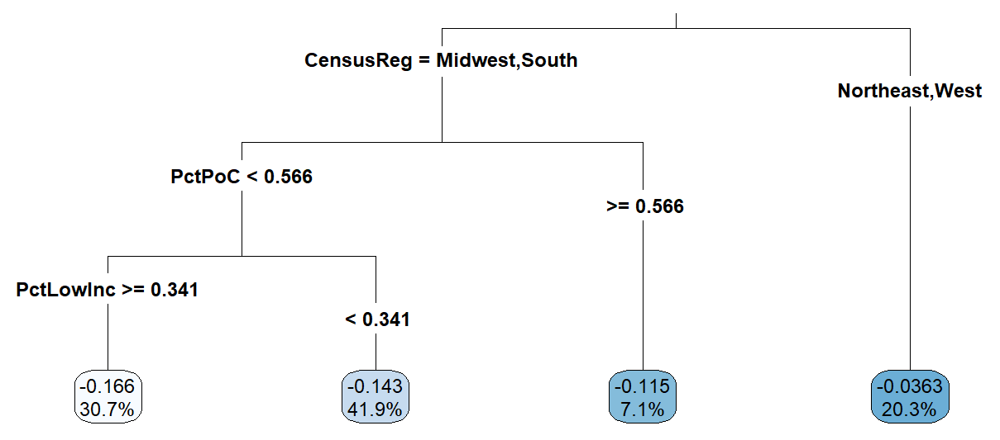 CensusReg = Midwest,South
Northeast,West
PctPoC < 0.566
>= 0.566
PctLowInc >= 0.341
< 0.341
-0.166
30.7%
-0.143
41.9%
-0.115
7.1%
-0.0363
20.3%